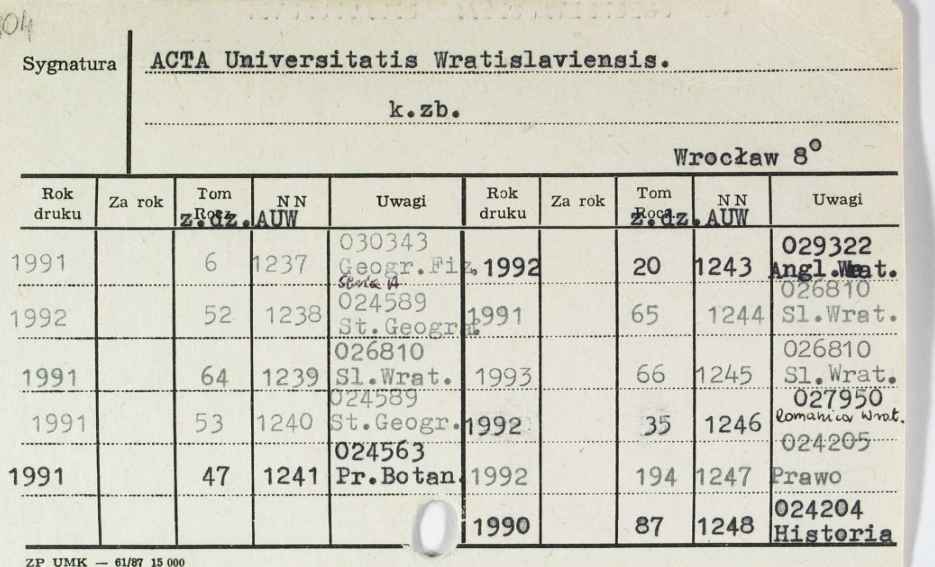 04
Sygnatura ACTA Universitatis Wratislaviensis.
k.zb.
Wrocław 8°
Rok druku Za rok Tom Rocz. z.dz. NN AUW Uwagi Rok druku Za rok Tom Rocz. z.dz. NN AUW Uwagi
1991 6 1237 030343 Geogr.Fiz. Seria A 1992 20 1243 029322 Angl.Wrat.
1992 52 1238 024589 St.Geogra. 1991 65 1244 026810 Sl.Wrat.
1991 64 1239 026810 Sl.Wrat. 1993 66 1245 026810 Sl.Wrat.
1991 53 1240 024589 St.Geogr. 1992 35 1246 027950 Romanica Wrat.
1991 47 1241 024563 Pr.Botan. 1992 194 1247 024205 Prawo
1990 87 1248 024204 Historia
ZP UMK — 61/87 15 000